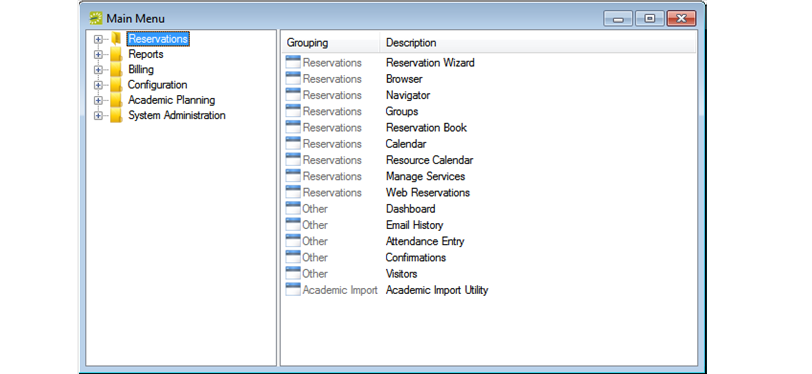 Main Menu
Reservations
Reports
Billing
Configuration
Academic Planning
System Administration
Grouping Description
Reservations Reservation Wizard
Reservations Browser
Reservations Navigator
Reservations Groups
Reservations Reservation Book
Reservations Calendar
Reservations Resource Calendar
Reservations Manage Services
Reservations Web Reservations
Other Dashboard
Other Email History
Other Attendance Entry
Other Confirmations
Other Visitors
Academic Import Academic Import Utility